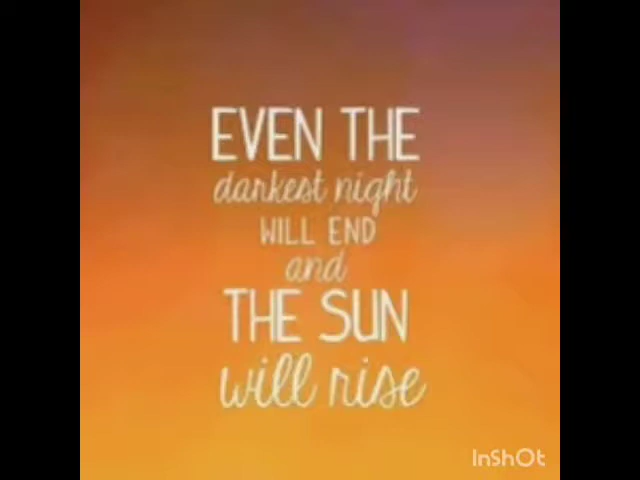 EVEN THE
darkest night
WILL END
and
THE SUN
will rise
InShOt